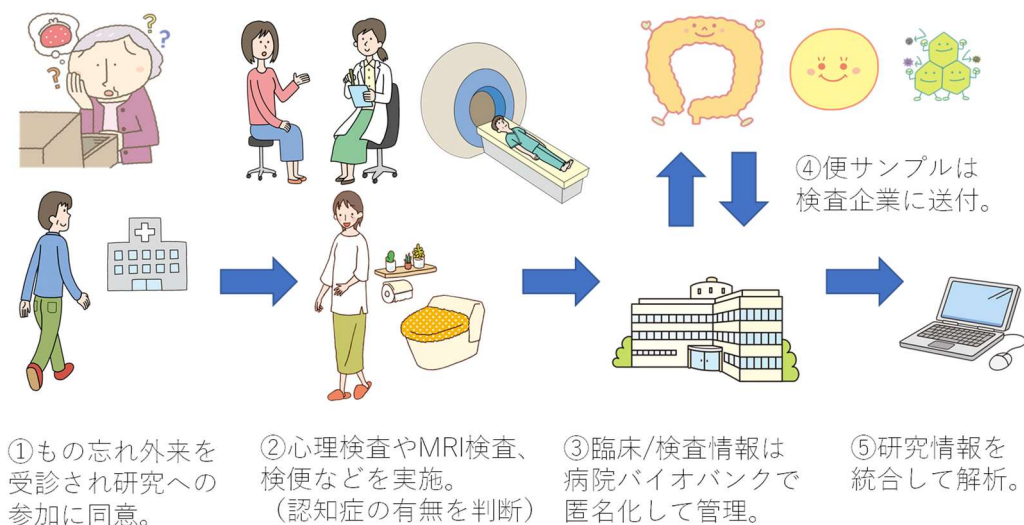 ①もの忘れ外来を
受診され研究への
参加に同意。
②心理検査やMRI検査、
検便などを実施。
（認知症の有無を判断）
③臨床/検査情報は
病院バイオバンクで
匿名化して管理。
④便サンプルは
検査企業に送付。
⑤研究情報を
統合して解析。
？
？
？